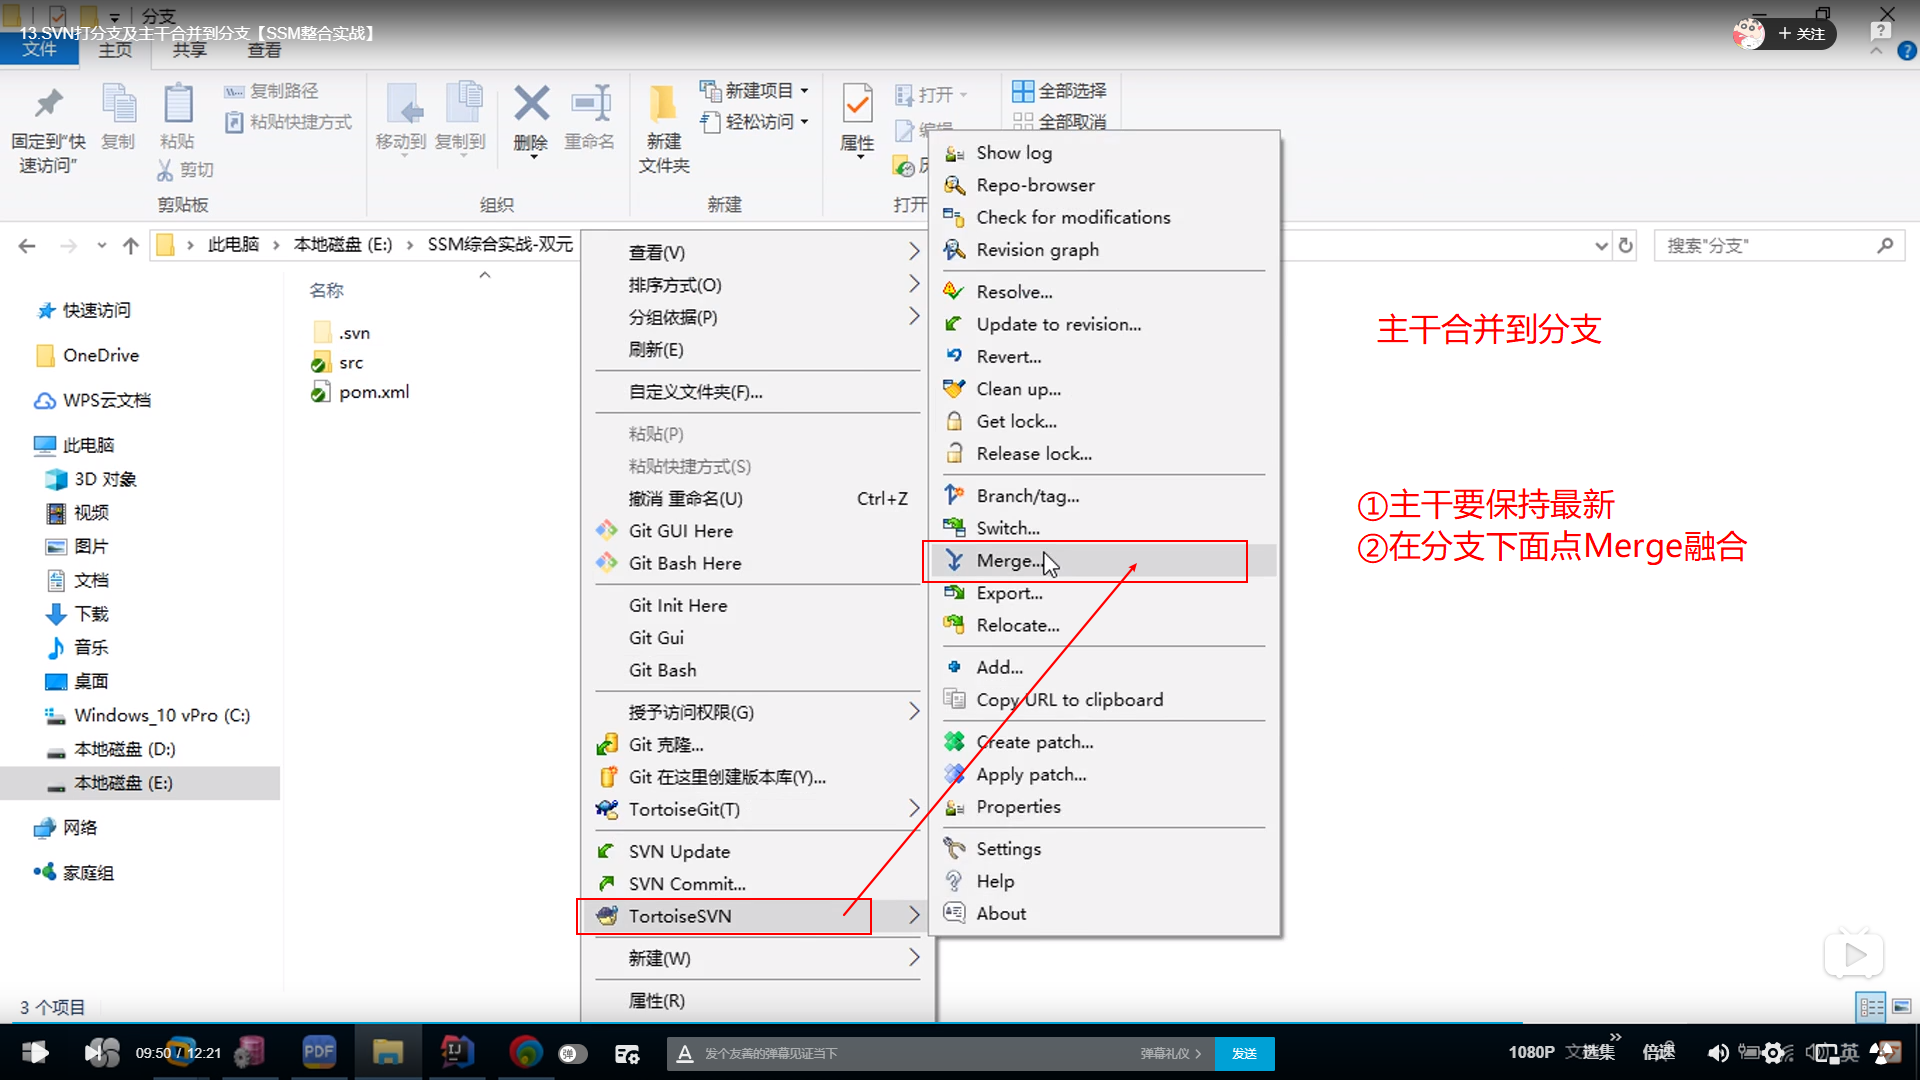 分支
13.SVN打分支及主干合并到分支【SSM整合实战】
+ 关注
文件 主页 共享 查看
固定到“快速访问”
复制
粘贴
复制路径
粘贴快捷方式
剪切
剪贴板
移动到
复制到
删除
重命名
组织
新建
文件夹
新建项目
轻松访问
新建
属性
打开
编辑
打开
全部选择
全部取消
此电脑 > 本地磁盘 (E:) > SSM综合实战-双元
搜索"分支"
快速访问
OneDrive
WPS云文档
此电脑
3D 对象
视频
图片
文档
下载
音乐
桌面
Windows_10 vPro (C:)
本地磁盘 (D:)
本地磁盘 (E:)
网络
家庭组
名称
.svn
src
pom.xml
查看(V)
排序方式(O)
分组依据(P)
刷新(E)
自定义文件夹(F)...
粘贴(P)
粘贴快捷方式(S)
撤消 重命名(U) Ctrl+Z
Git GUI Here
Git Bash Here
Git Init Here
Git Gui
Git Bash
授予访问权限(G)
Git 克隆...
Git 在这里创建版本库(Y)...
TortoiseGit(T)
SVN Update
SVN Commit...
TortoiseSVN
新建(W)
属性(R)
Show log
Repo-browser
Check for modifications
Revision graph
Resolve...
Update to revision...
Revert...
Clean up...
Get lock...
Release lock...
Branch/tag...
Switch...
Merge...
Export...
Relocate...
Add...
Copy URL to clipboard
Create patch...
Apply patch...
Properties
Settings
Help
About
主干合并到分支
①主干要保持最新
②在分支下面点Merge融合
3 个项目
09:50 / 12:21
PDF
弹
发个友善的弹幕见证当下
弹幕礼仪 >
发送
1080P
选集
倍速
英